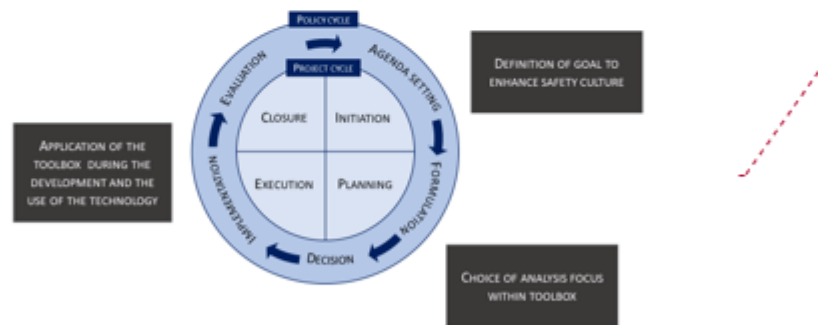 POLICY CYCLE
PROJECT CYCLE
EVALUATION
AGENDA SETTING
FORMULATION
DECISION
IMPLEMENTATION
CLOSURE
INITIATION
EXECUTION
PLANNING
DEFINITION OF GOAL TO
ENHANCE SAFETY CULTURE
APPLICATION OF THE
TOOLBOX DURING THE
DEVELOPMENT AND THE
USE OF THE TECHNOLOGY
CHOICE OF ANALYSIS FOCUS
WITHIN TOOLBOX